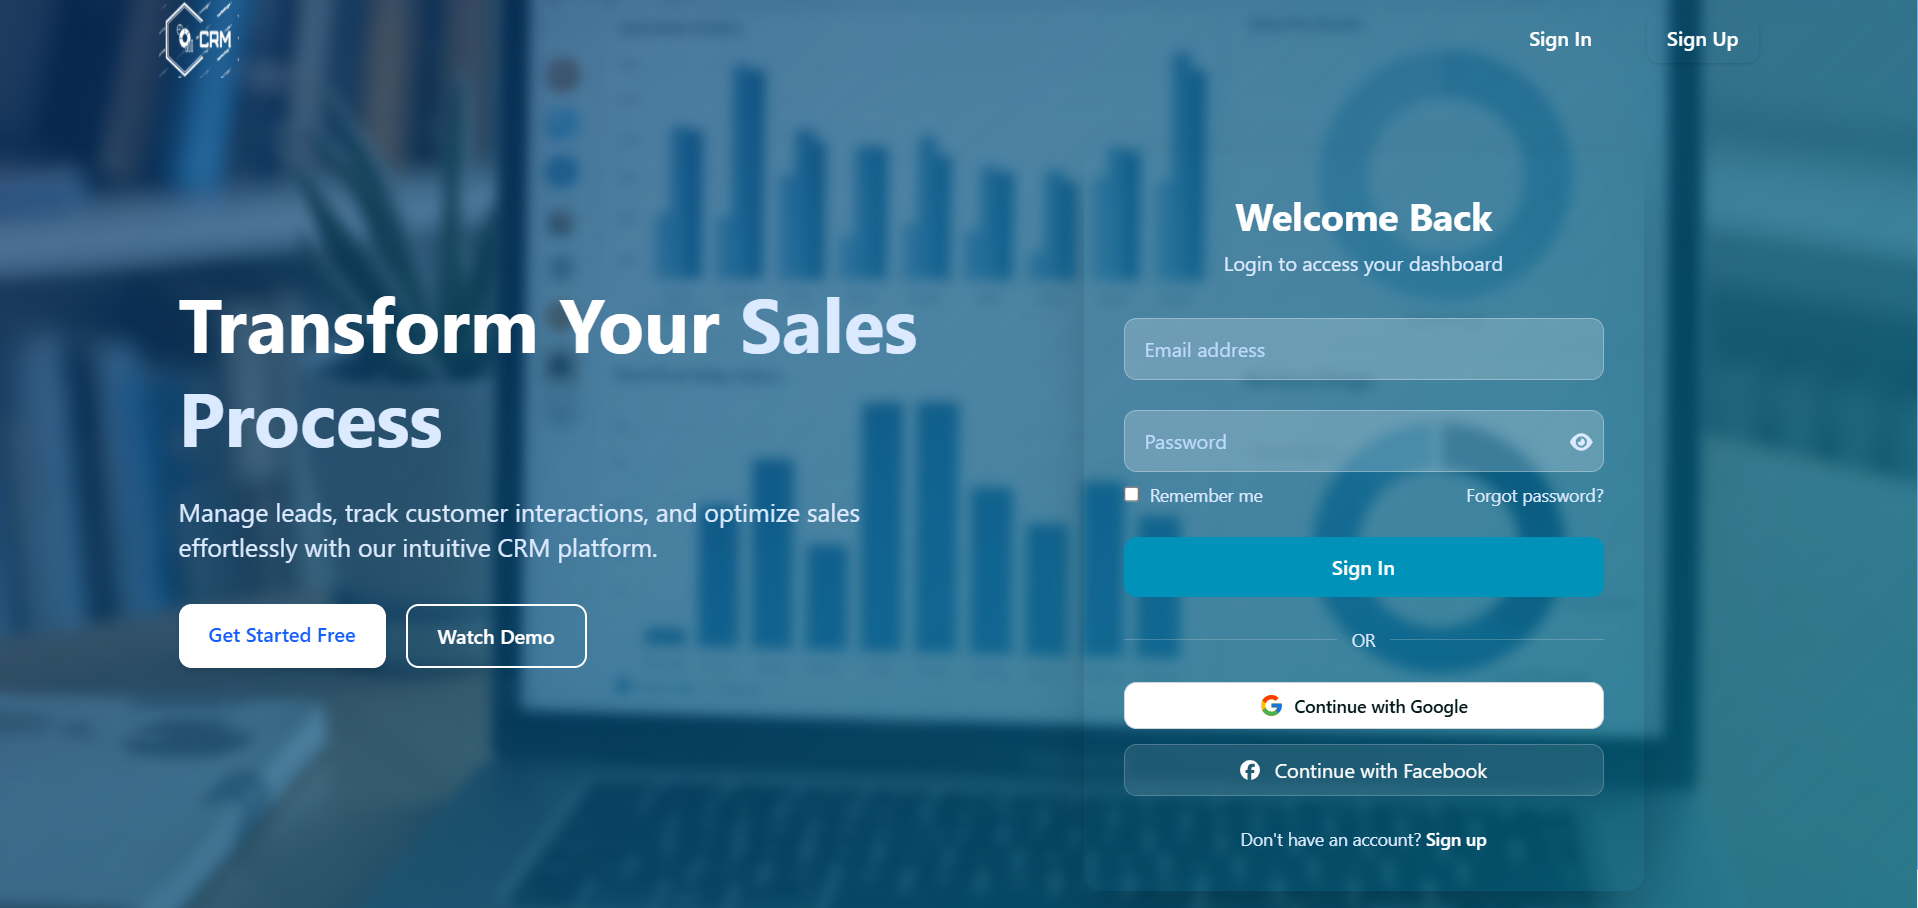 CRM
Sign In
Sign Up
Transform Your Sales
Process
Manage leads, track customer interactions, and optimize sales
effortlessly with our intuitive CRM platform.
Get Started Free
Watch Demo
Welcome Back
Login to access your dashboard
Email address
Password
Remember me
Forgot password?
Sign In
OR
Continue with Google
Continue with Facebook
Don't have an account? Sign up